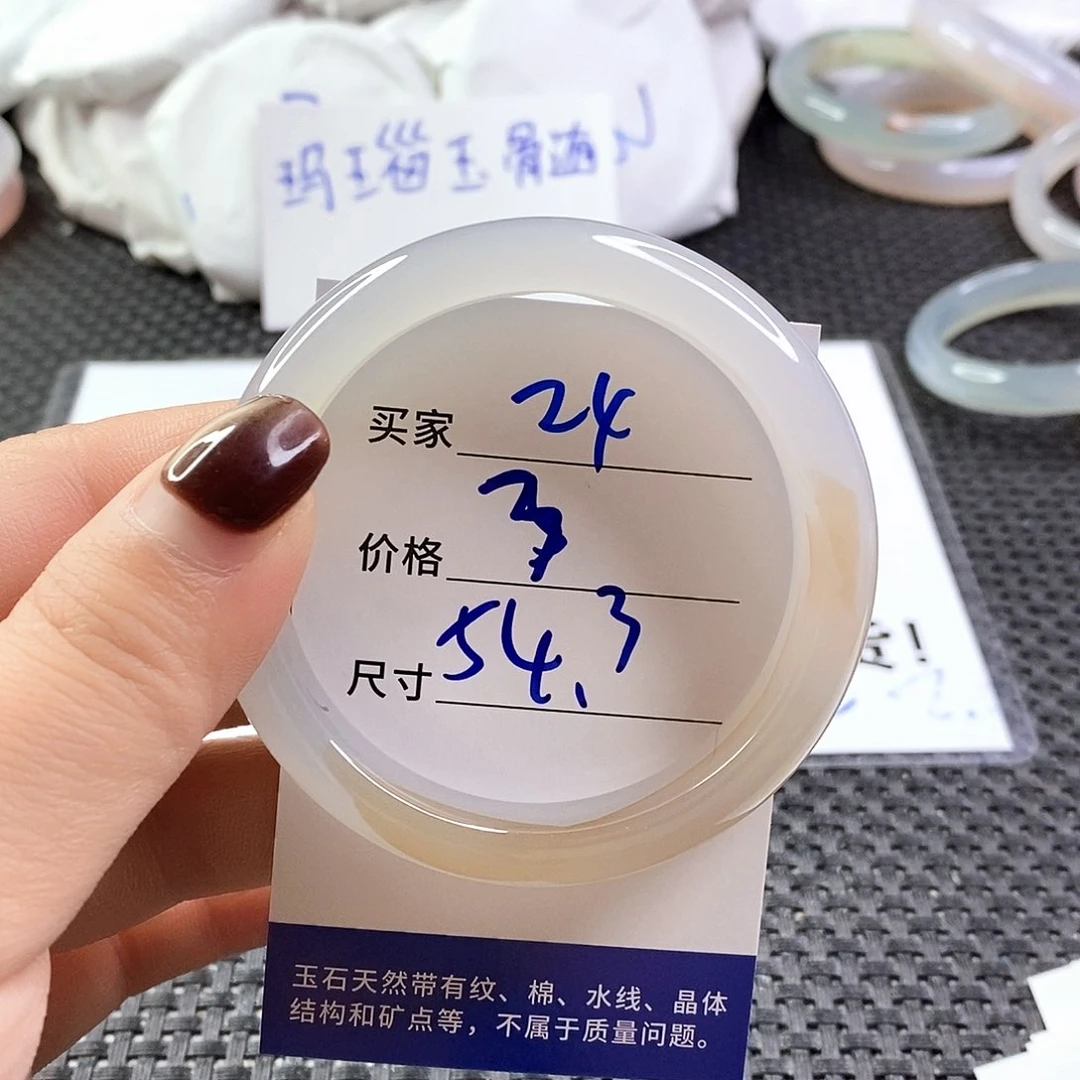 玛瑙玉骨髓
买家 24
价格
尺寸 54.3
玉石天然带有纹、棉、水线、晶体
结构和矿点等，不属于质量问题。